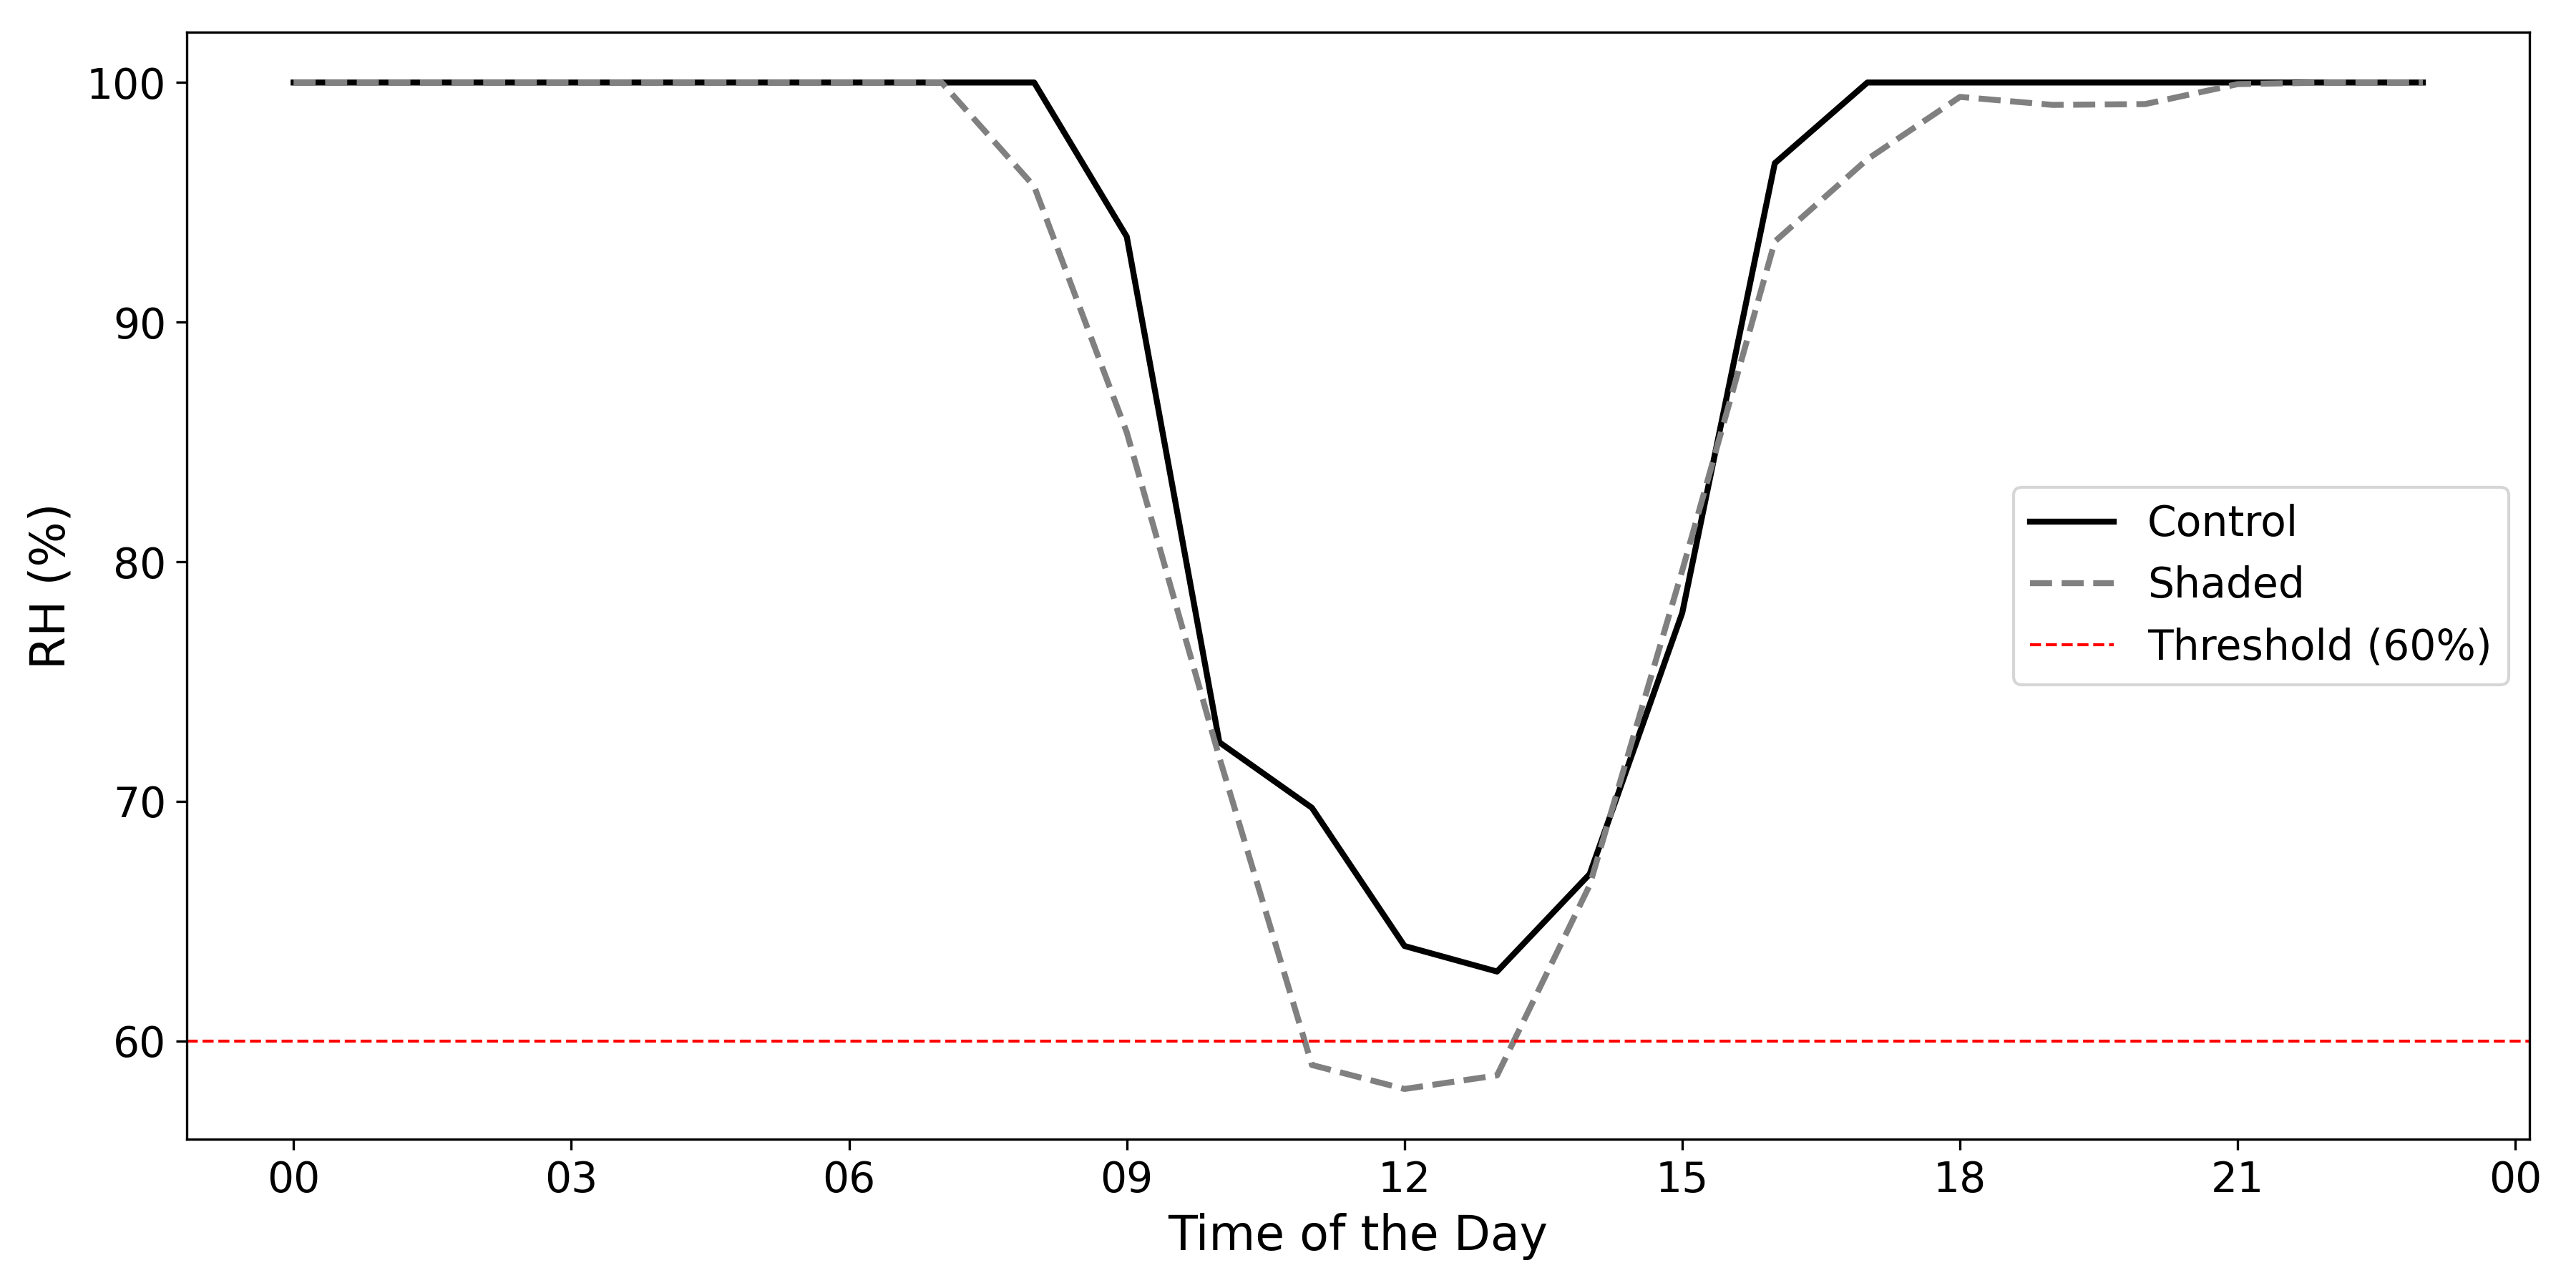 100
90
80
70
60
RH (%)
Control
Shaded
Threshold (60%)
00 03 06 09 12 15 18 21 00
Time of the Day